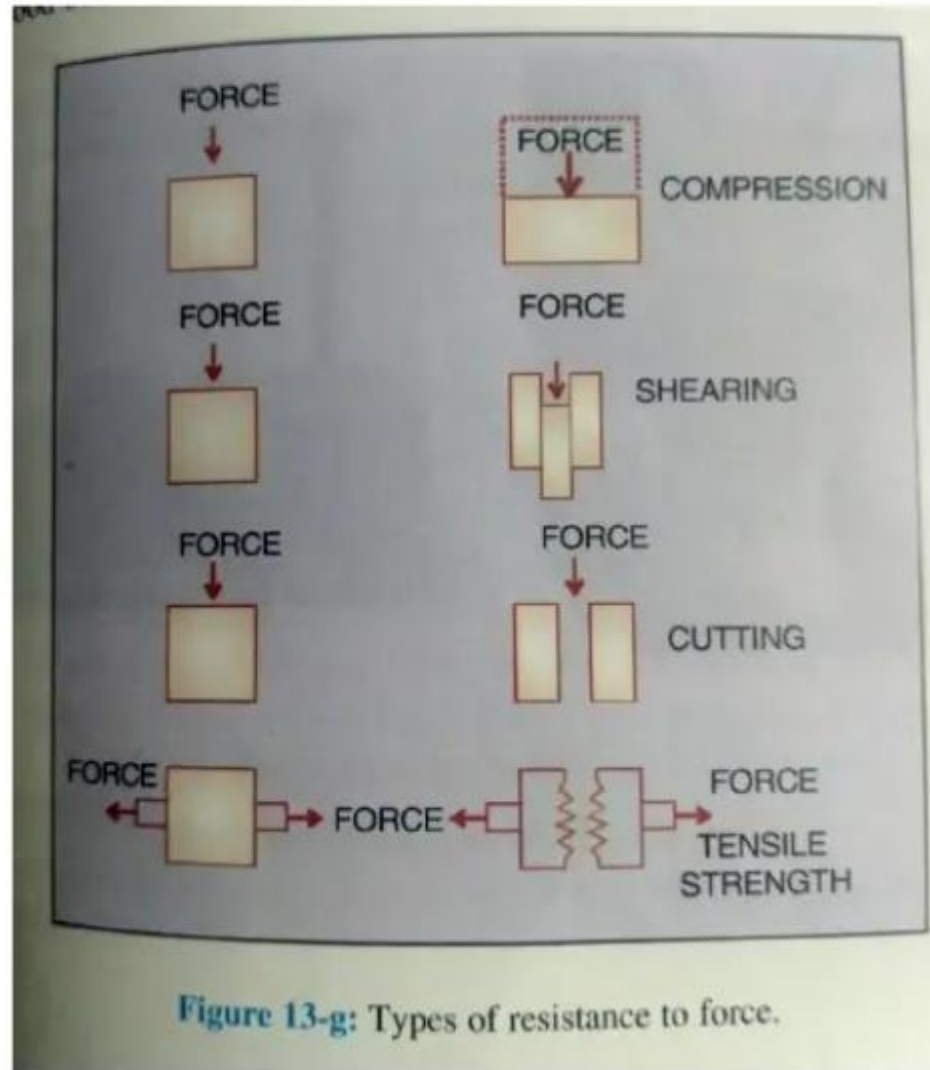 FORCE
FORCE
COMPRESSION
FORCE
FORCE
SHEARING
FORCE
FORCE
CUTTING
FORCE
FORCE
FORCE
TENSILE
STRENGTH
Figure 13-g: Types of resistance to force.